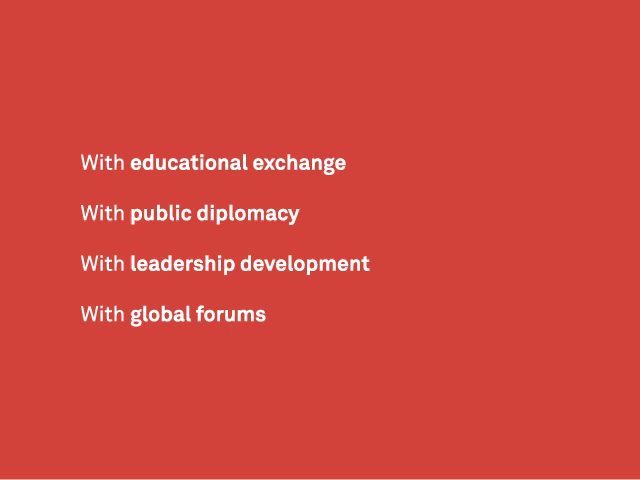 With educational exchange
With public diplomacy
With leadership development
With global forums